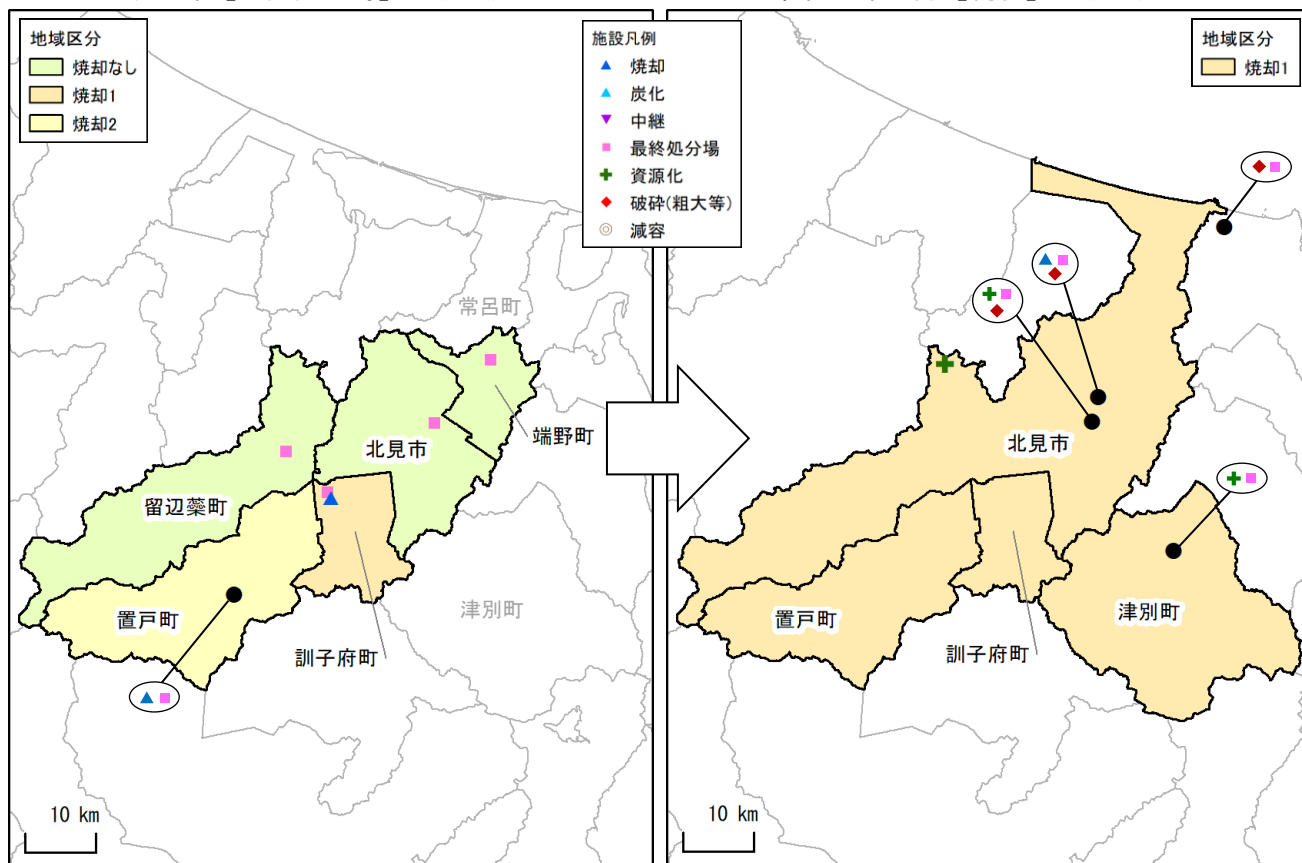 地域区分
焼却なし
焼却1
焼却2
常呂町
端野町
北見市
留辺蘂町
置戸町
訓子府町
津別町
10 km
施設凡例
焼却
炭化
中継
最終処分場
資源化
破砕(粗大等)
減容
地域区分
焼却1
北見市
置戸町
訓子府町
津別町
10 km